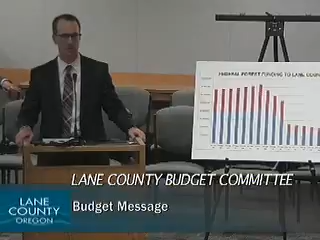 FEDERAL FOREST FUNDING TO LANE COUNTY
LANE COUNTY BUDGET COMMITTEE
LANE
COUNTY
OREGON
Budget Message